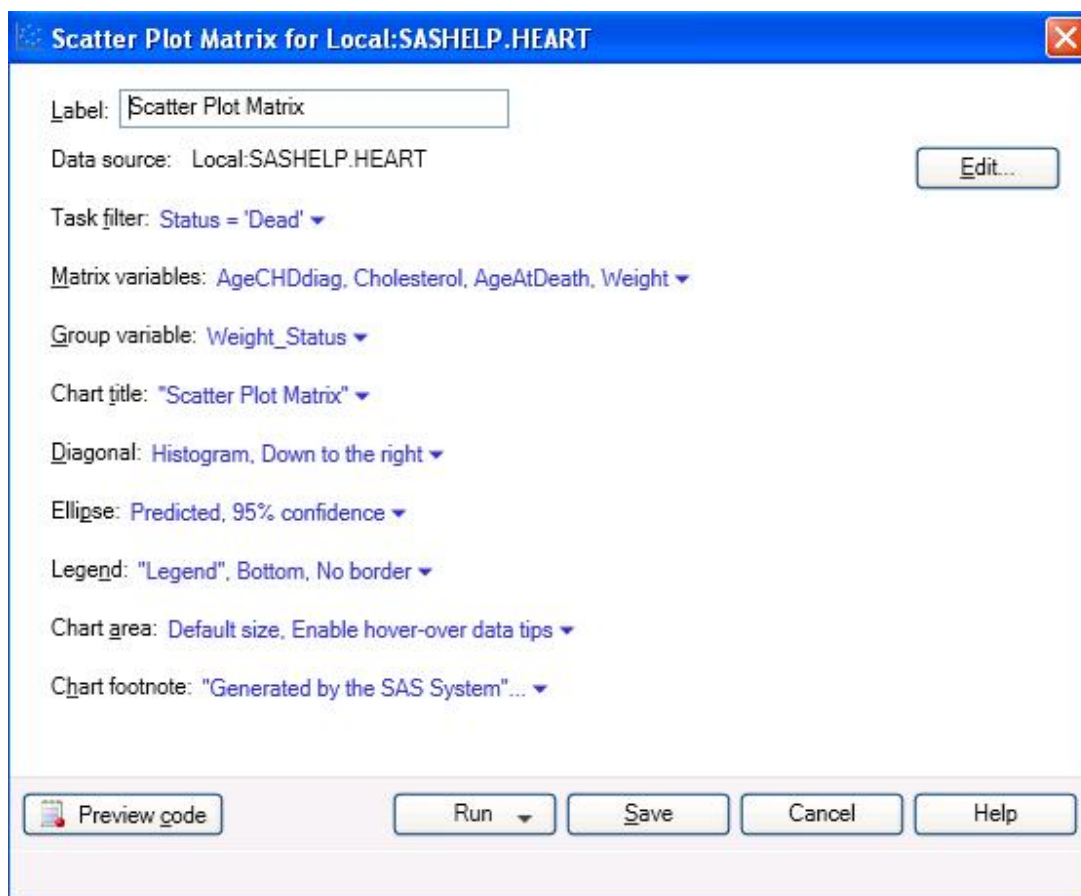 Scatter Plot Matrix for Local:SASHELP.HEART
Label: Scatter Plot Matrix
Data source: Local:SASHELP.HEART
Edit...
Task filter: Status = 'Dead'
Matrix variables: AgeCHDdiag, Cholesterol, AgeAtDeath, Weight
Group variable: Weight_Status
Chart title: "Scatter Plot Matrix"
Diagonal: Histogram, Down to the right
Ellipse: Predicted, 95% confidence
Legend: "Legend", Bottom, No border
Chart area: Default size, Enable hover-over data tips
Chart footnote: "Generated by the SAS System"...
Preview code Run Save Cancel Help